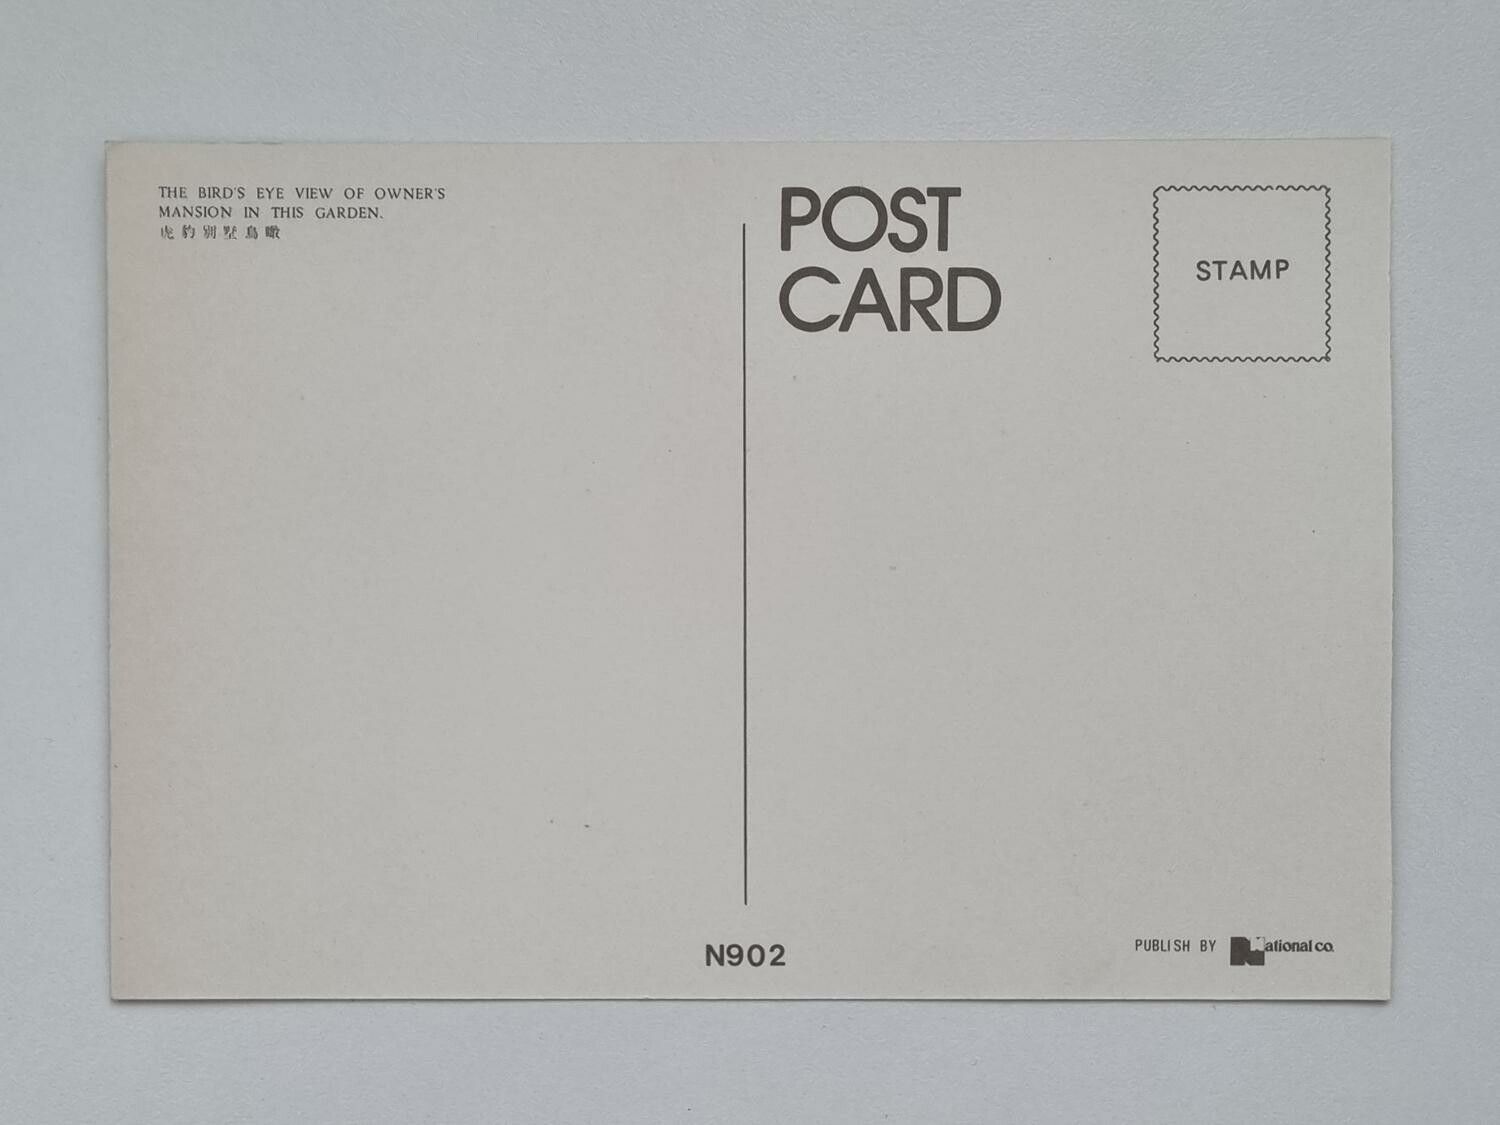 THE BIRD'S EYE VIEW OF OWNER'S
MANSION IN THIS GARDEN.
虎豹別墅鳥瞰
POST
CARD
STAMP
N902
PUBLISH BY National co.